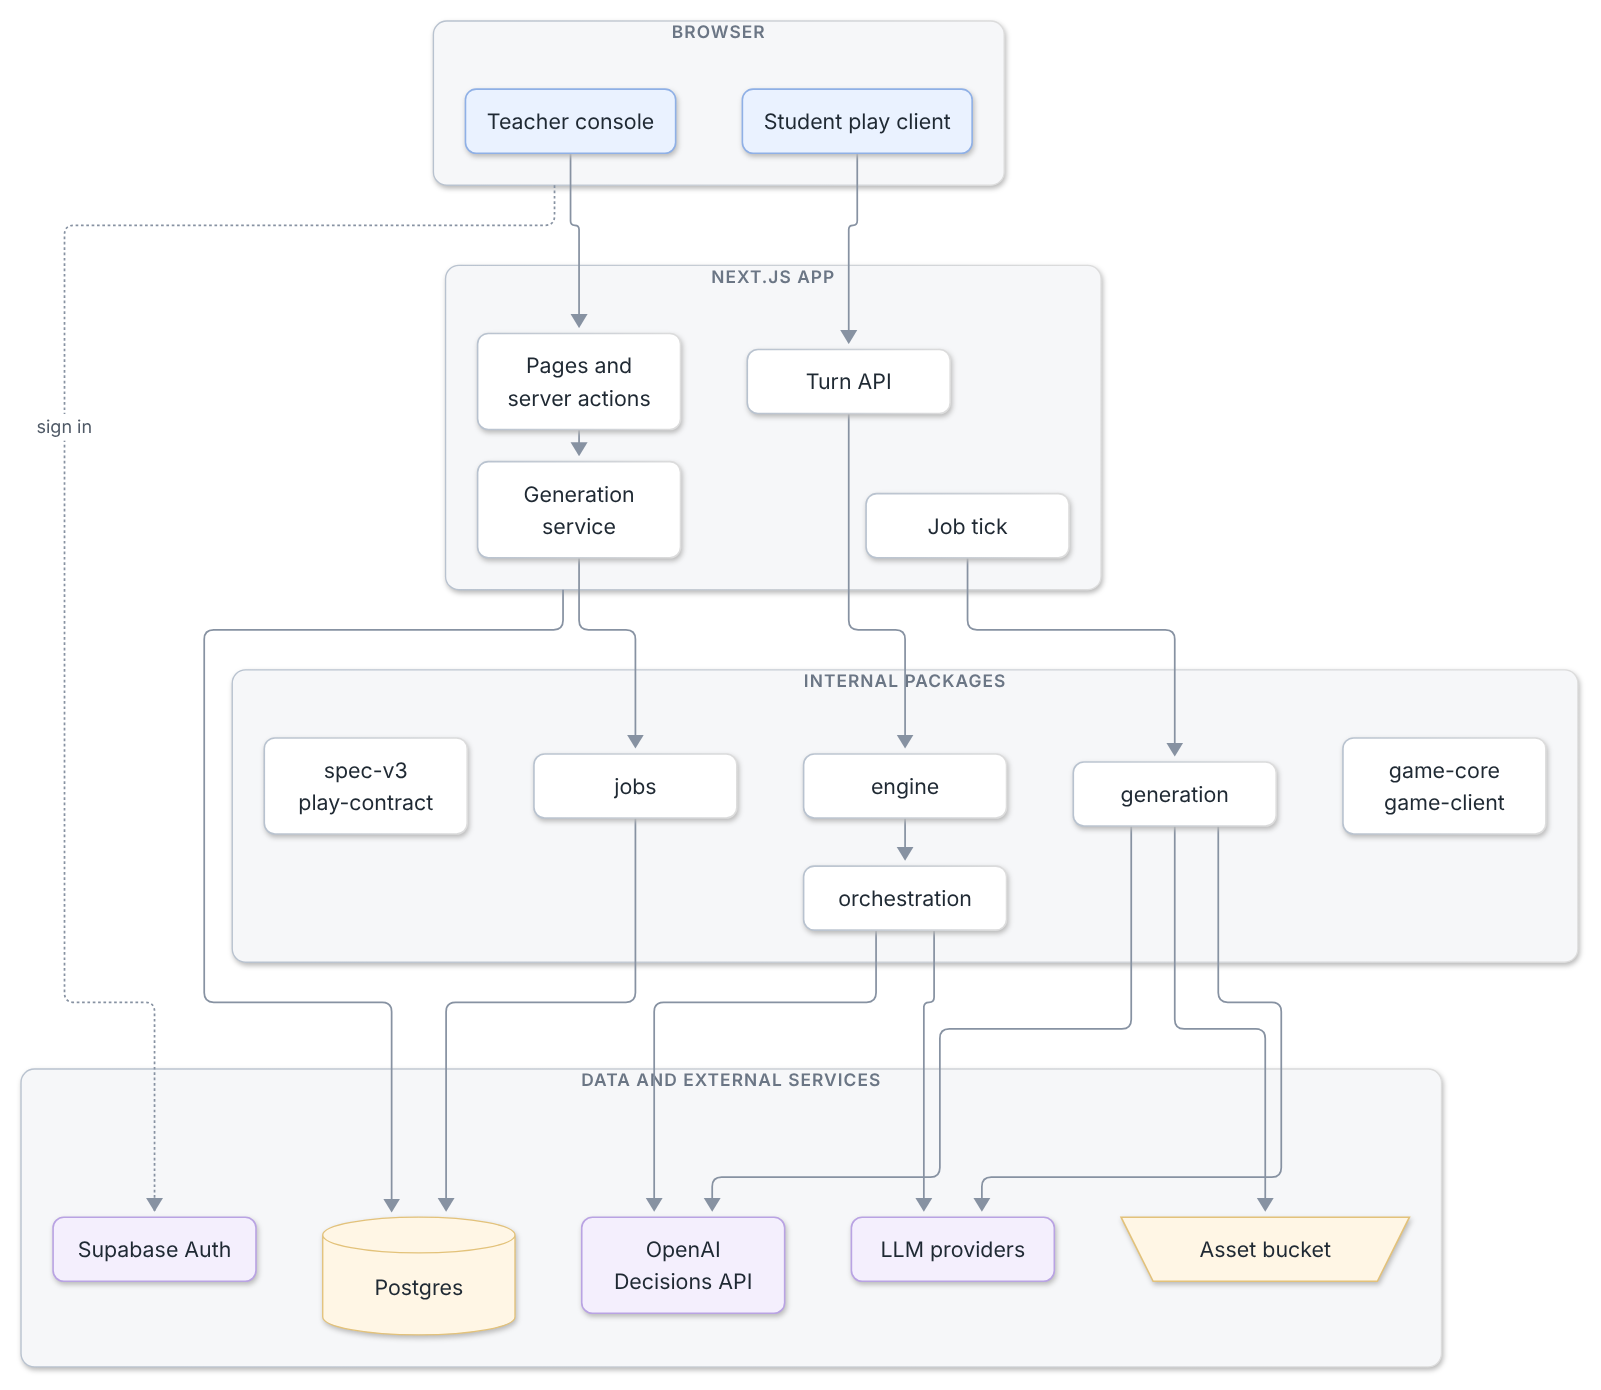 BROWSER
Teacher console
Student play client
NEXT.JS APP
Pages and
server actions
Turn API
sign in
Generation
service
Job tick
INTERNAL PACKAGES
spec-v3
play-contract
jobs
engine
generation
game-core
game-client
orchestration
DATA AND EXTERNAL SERVICES
Supabase Auth
Postgres
OpenAI
Decisions API
LLM providers
Asset bucket